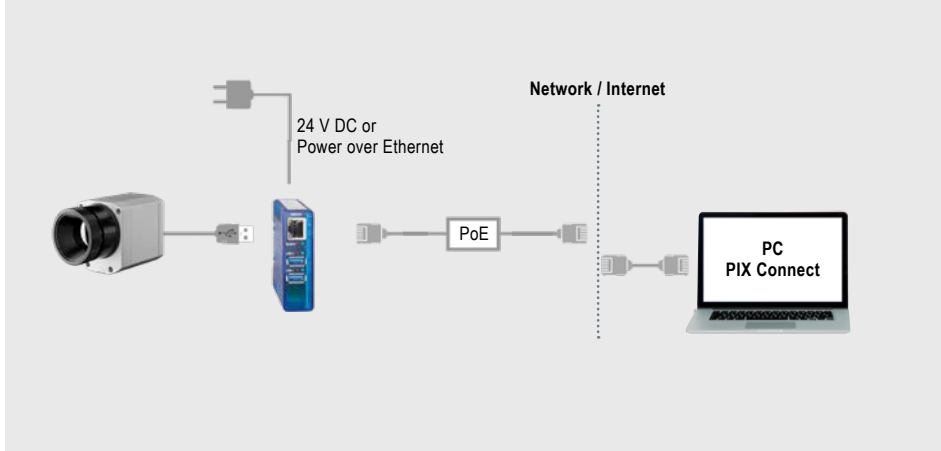 Network / Internet
24 V DC or
Power over Ethernet
PoE
PC
PIX Connect